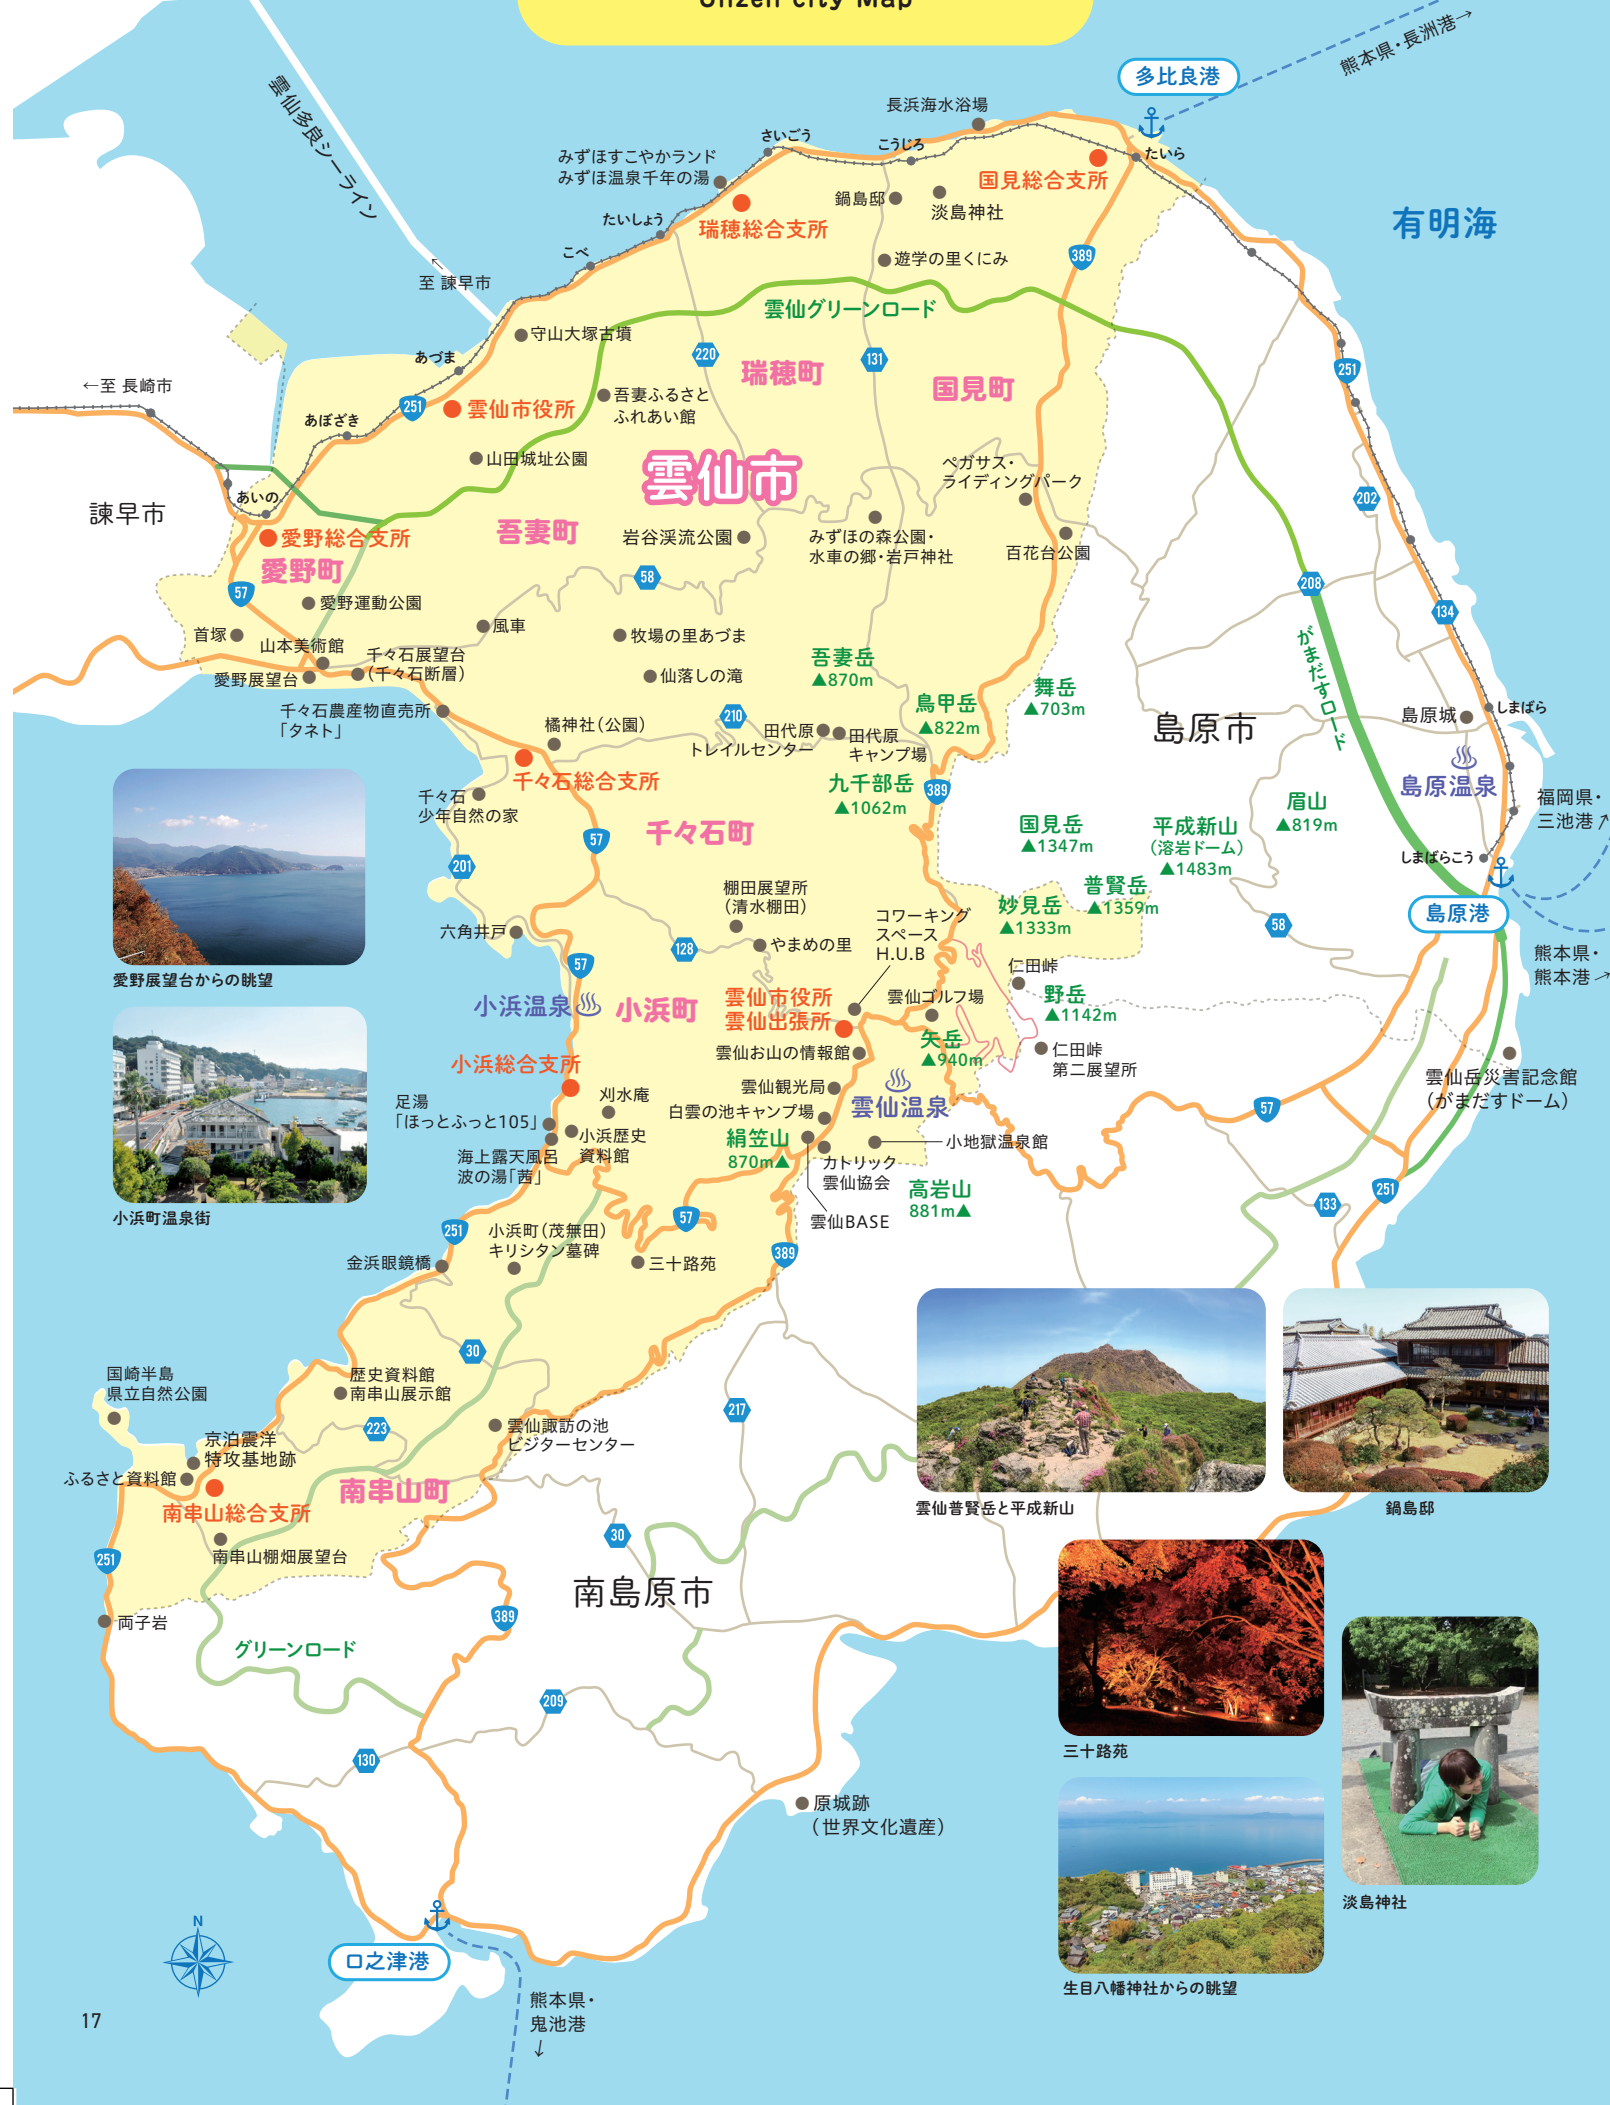 Unzen city Map
熊本県・長洲港→
多比良港
長浜海水浴場
雲仙多良シーライン
さいごう
こうじろ
たいら
みずほすこやかランド
みずほ温泉千年の湯
国見総合支所
鍋島邸
淡島神社
有明海
たいしょう
瑞穂総合支所
こべ
遊学の里くにみ
389
←
至 諫早市
雲仙グリーンロード
守山大塚古墳
あづま
220
131
瑞穂町
国見町
251
←至 長崎市
251
雲仙市役所
吾妻ふるさと
ふれあい館
あぼざき
山田城址公園
雲仙市
ペガサス・
ライディングパーク
202
あいの
諫早市
愛野総合支所
吾妻町
岩谷渓流公園
みずほの森公園・
水車の郷・岩戸神社
百花台公園
愛野町
58
208
57
愛野運動公園
134
首塚
風車
牧場の里あづま
がまだすロード
山本美術館
千々石展望台
(千々石断層)
吾妻岳
▲870m
愛野展望台
仙落しの滝
舞岳
▲703m
鳥甲岳
▲822m
千々石農産物直売所
「タネト」
橘神社(公園)
210
田代原
トレイルセンター
田代原
キャンプ場
島原市
島原城
しまばら
千々石総合支所
九千部岳
▲1062m
389
島原温泉
千々石
少年自然の家
福岡県・
三池港↗
眉山
▲819m
千々石町
57
国見岳
▲1347m
平成新山
(溶岩ドーム)
▲1483m
しまばらこう
201
棚田展望所
(清水棚田)
普賢岳
▲1359m
妙見岳
▲1333m
島原港
コワーキング
スペース
H.U.B
58
六角井戸
128
やまめの里
57
熊本県・
熊本港→
仁田峠
愛野展望台からの眺望
小浜温泉
小浜町
雲仙市役所
雲仙出張所
雲仙ゴルフ場
野岳
▲1142m
矢岳
▲940m
雲仙お山の情報館
仁田峠
第二展望所
小浜総合支所
雲仙岳災害記念館
(がまだすドーム)
雲仙観光局
刈水庵
雲仙温泉
足湯
「ほっとふっと105」
白雲の池キャンプ場
57
小浜歴史
資料館
絹笠山
870m▲
小地獄温泉館
海上露天風呂
波の湯「茜」
カトリック
雲仙協会
高岩山
881m▲
251
133
小浜町温泉街
雲仙BASE
57
251
小浜町(茂無田)
キリシタン墓碑
389
金浜眼鏡橋
三十路苑
30
国崎半島
県立自然公園
歴史資料館
南串山展示館
217
223
雲仙諏訪の池
ビジターセンター
京泊震洋
特攻基地跡
ふるさと資料館
南串山町
南串山総合支所
雲仙普賢岳と平成新山
鍋島邸
30
南串山棚畑展望台
251
南島原市
389
両子岩
グリーンロード
209
三十路苑
130
原城跡
(世界文化遺産)
淡島神社
N
口之津港
生目八幡神社からの眺望
熊本県・
鬼池港
↓
17